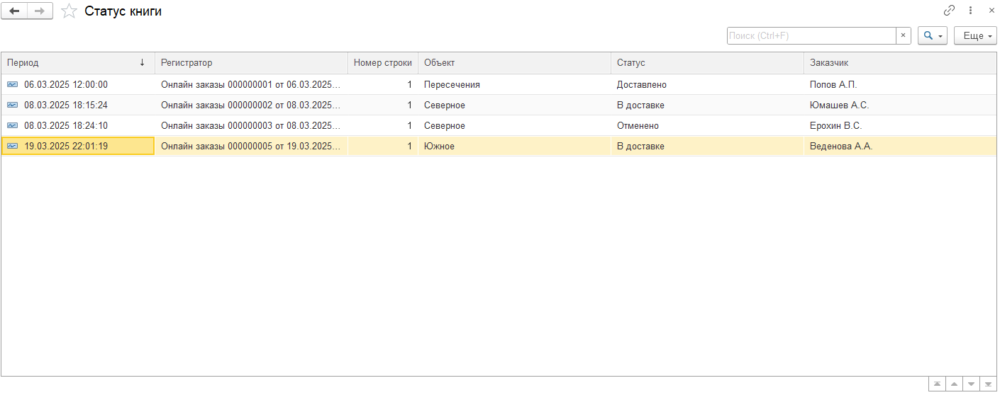 Статус книги
Поиск (Ctrl+F)
×
Еще
Период ↓ Регистратор Номер строки Объект Статус Заказчик
06.03.2025 12:00:00 Онлайн заказы 000000001 от 06.03.2025... 1 Пересечения Доставлено Попов А.П.
08.03.2025 18:15:24 Онлайн заказы 000000002 от 08.03.2025... 1 Северное В доставке Юмашев А.С.
08.03.2025 18:24:10 Онлайн заказы 000000003 от 08.03.2025... 1 Северное Отменено Ерохин В.С.
19.03.2025 22:01:19 Онлайн заказы 000000005 от 19.03.2025... 1 Южное В доставке Веденова А.А.